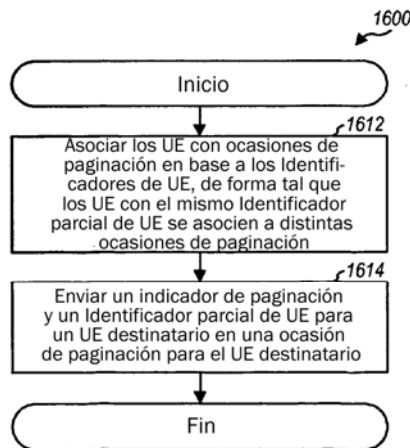 1600
Inicio
1612
Asociar los UE con ocasiones de
paginación en base a los Identifi-
cadores de UE, de forma tal que
los UE con el mismo Identificador
parcial de UE se asocien a distintas
ocasiones de paginación
1614
Enviar un indicador de paginación
y un Identificador parcial de UE para
un UE destinatario en una ocasión
de paginación para el UE destinatario
Fin